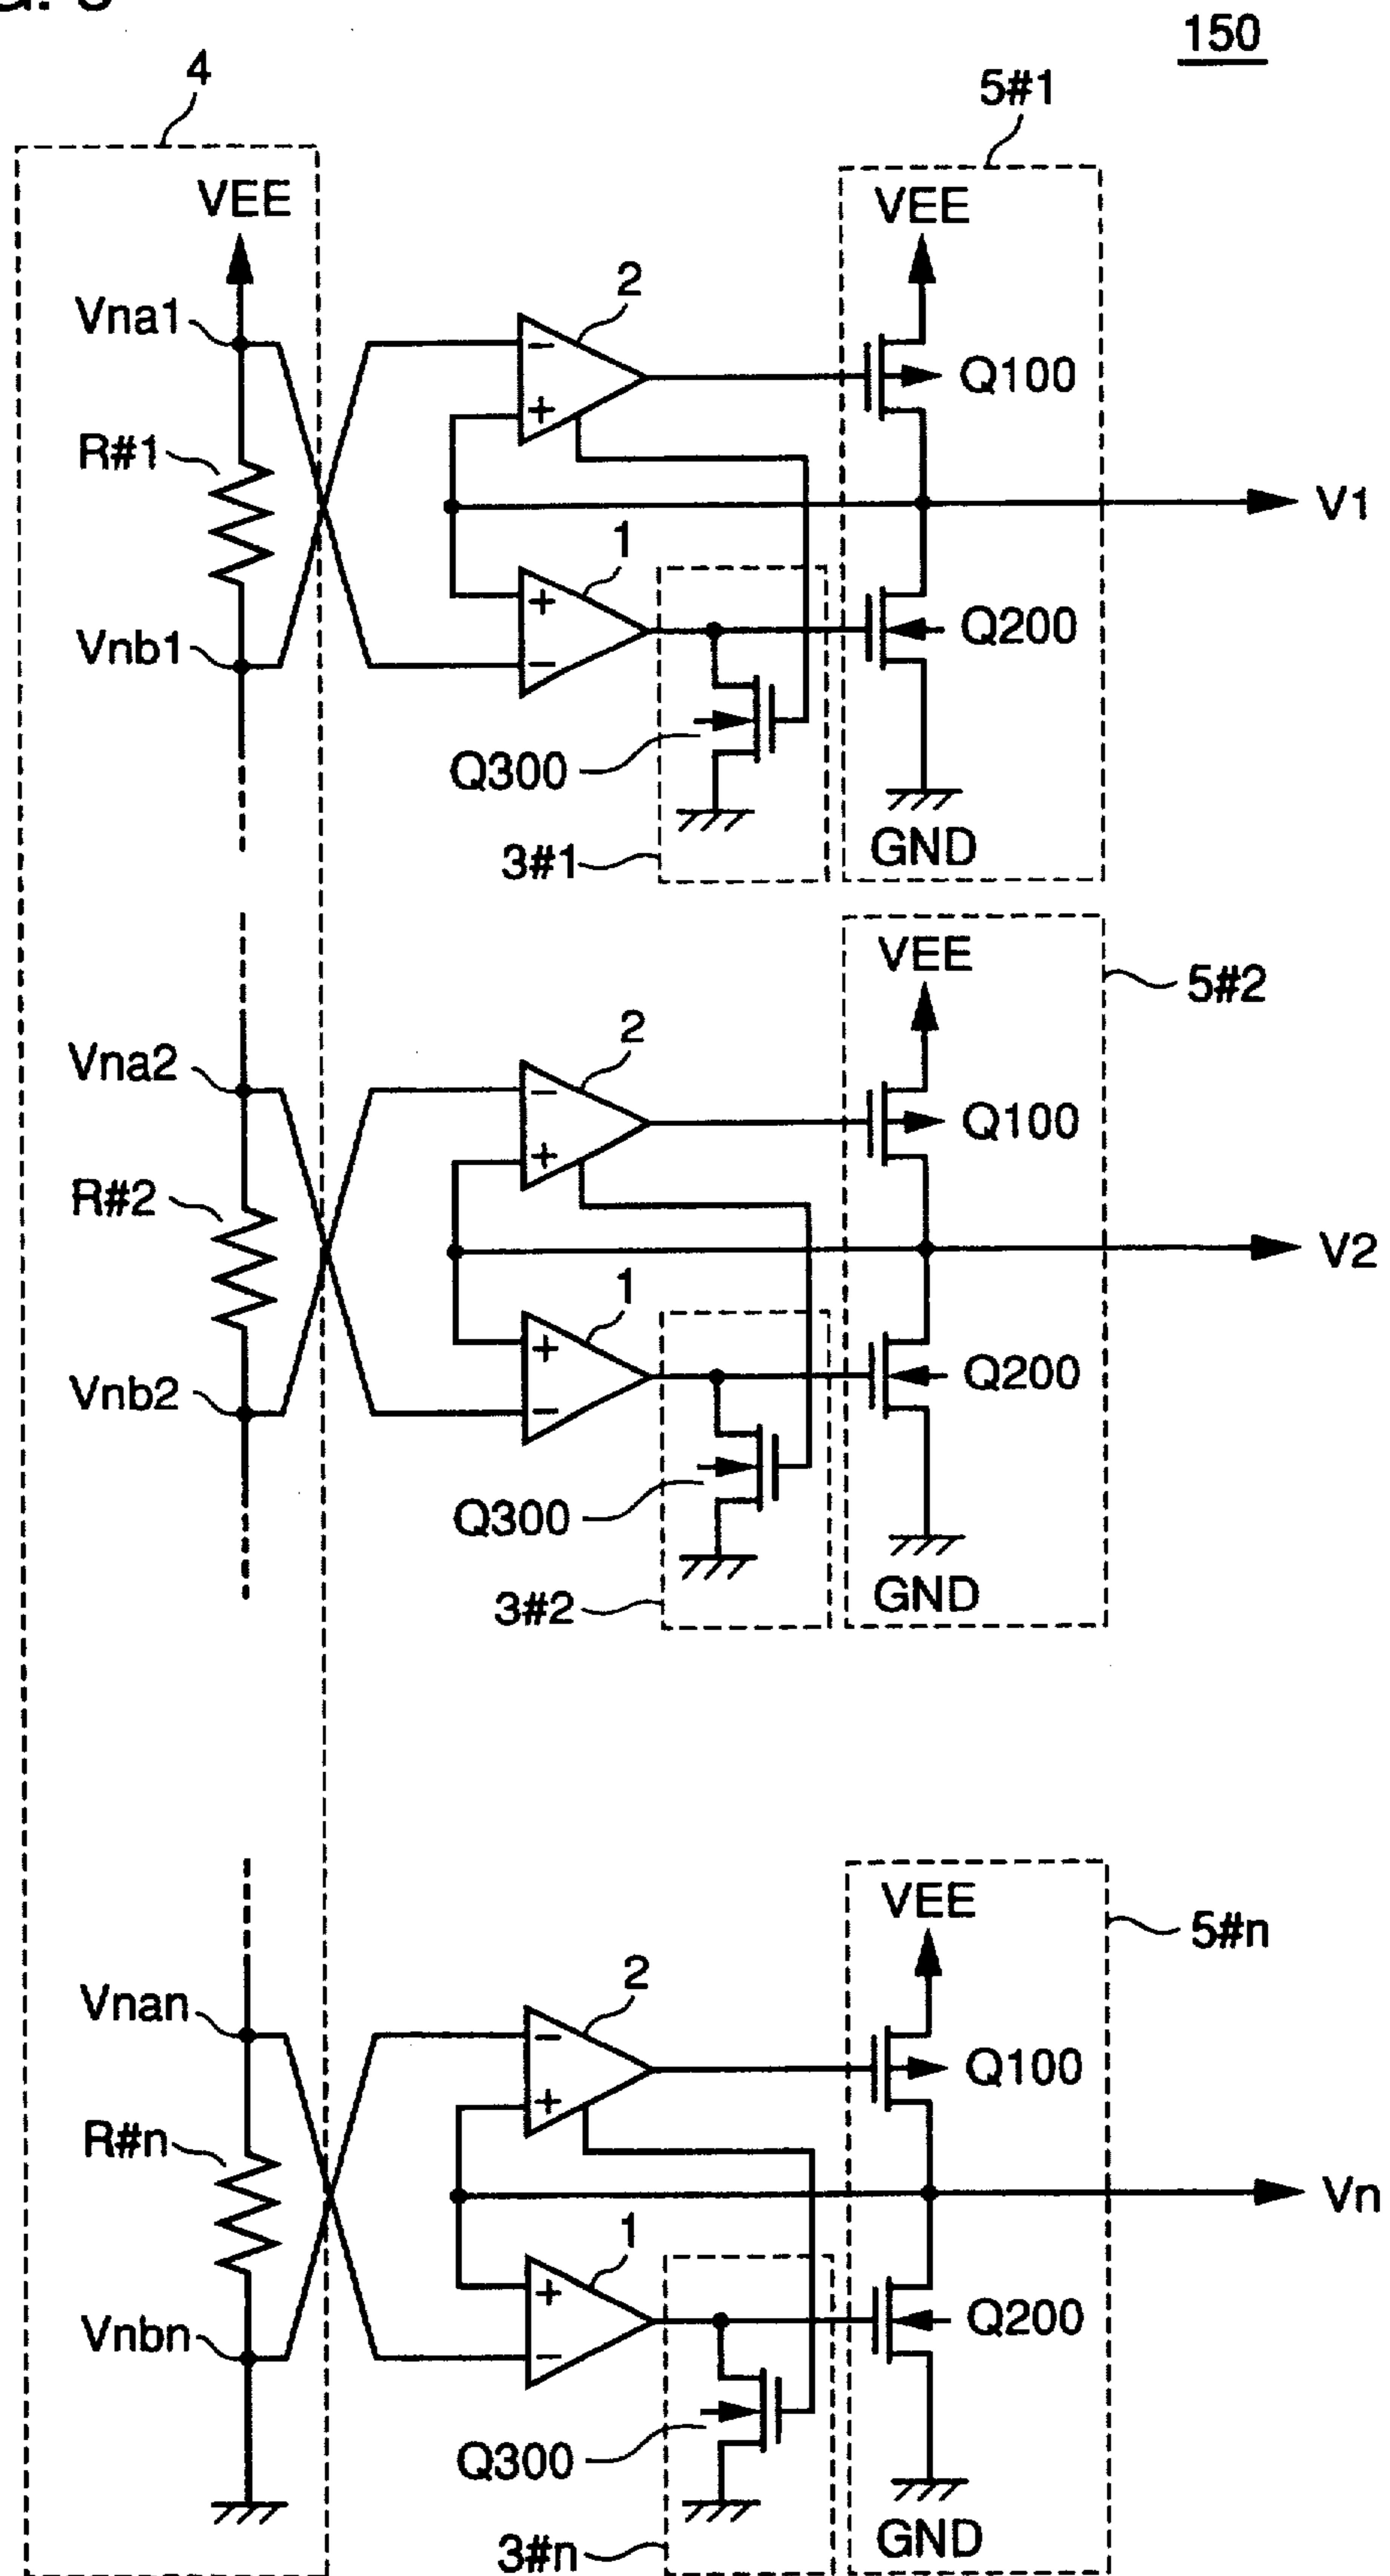 150
4
5#1
VEE
VEE
2
Vna1
Q100
R#1
V1
1
Vnb1
Q200
Q300
3#1
GND
VEE
5#2
2
Vna2
Q100
R#2
V2
1
Vnb2
Q200
Q300
3#2
GND
VEE
5#n
2
Vnan
Q100
R#n
Vn
1
Vnbn
Q200
Q300
3#n
GND